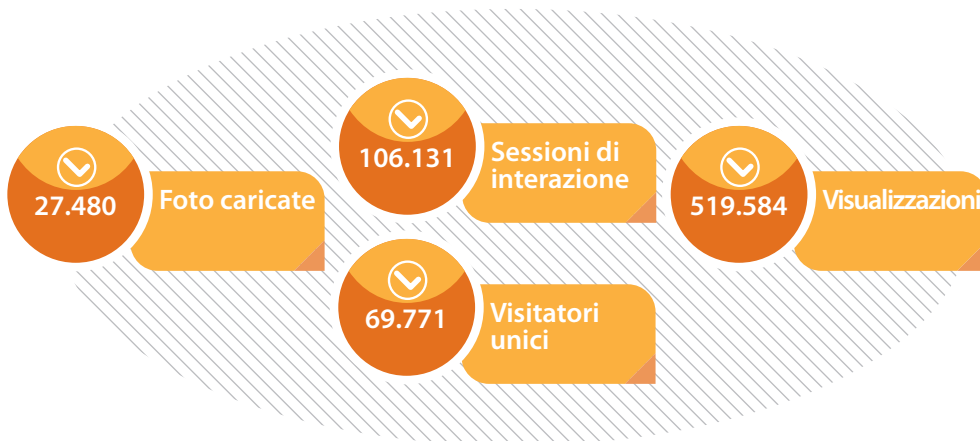 27.480
Foto caricate
106.131
Sessioni di
interazione
69.771
Visitatori
unici
519.584
Visualizzazioni